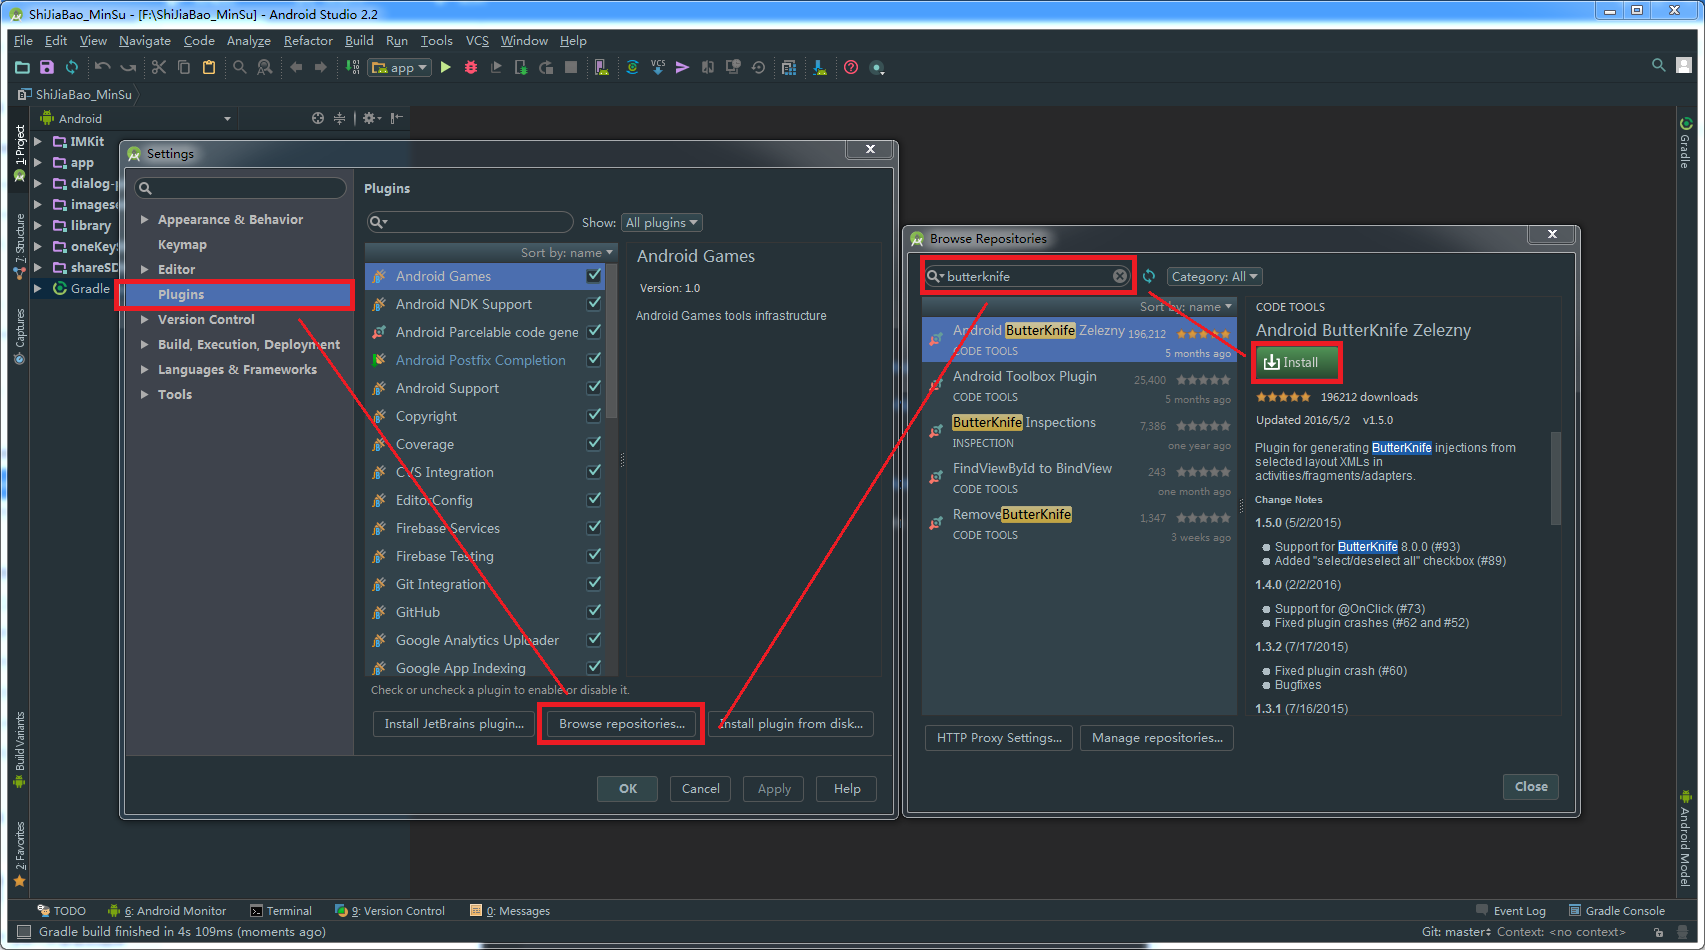 ShiJiaBao_MinSu - [F:\ShiJiaBao_MinSu] - Android Studio 2.2
File Edit View Navigate Code Analyze Refactor Build Run Tools VCS Window Help
app
VCS
ShiJiaBao_MinSu
Android
1: Project
7: Structure
Captures
Build Variants
2: Favorites
IMKit
app
dialog-
images
library
oneKey
shareSD
Gradle
Settings
Appearance & Behavior
Keymap
Editor
Plugins
Version Control
Build, Execution, Deployment
Languages & Frameworks
Tools
Plugins
Show: All plugins
Sort by: name
Android Games
Android NDK Support
Android Parcelable code gene
Android Postfix Completion
Android Support
Copyright
Coverage
CVS Integration
EditorConfig
Firebase Services
Firebase Testing
Git Integration
GitHub
Google Analytics Uploader
Google App Indexing
Android Games
Version: 1.0
Android Games tools infrastructure
Check or uncheck a plugin to enable or disable it.
Install JetBrains plugin... Browse repositories... Install plugin from disk...
OK Cancel Apply Help
Browse Repositories
butterknife
Category: All
Sort by: name
Android ButterKnife Zelezny 196,212
CODE TOOLS 5 months ago
Android Toolbox Plugin 25,400
CODE TOOLS 5 months ago
ButterKnife Inspections 7,386
INSPECTION one year ago
FindViewById to BindView 243
CODE TOOLS one month ago
RemoveButterKnife 1,347
CODE TOOLS 3 weeks ago
HTTP Proxy Settings... Manage repositories...
CODE TOOLS
Android ButterKnife Zelezny
Install
196212 downloads
Updated 2016/5/2 v1.5.0
Plugin for generating ButterKnife injections from
selected layout XMLs in
activities/fragments/adapters.
Change Notes
1.5.0 (5/2/2015)
Support for ButterKnife 8.0.0 (#93)
Added "select/deselect all" checkbox (#89)
1.4.0 (2/2/2016)
Support for @OnClick (#73)
Fixed plugin crashes (#62 and #52)
1.3.2 (7/17/2015)
Fixed plugin crash (#60)
Bugfixes
1.3.1 (7/16/2015)
Close
Gradle
Android Model
TODO 6: Android Monitor Terminal 9: Version Control 0: Messages Event Log Gradle Console
Gradle build finished in 4s 109ms (moments ago) Git: master Context: <no context>